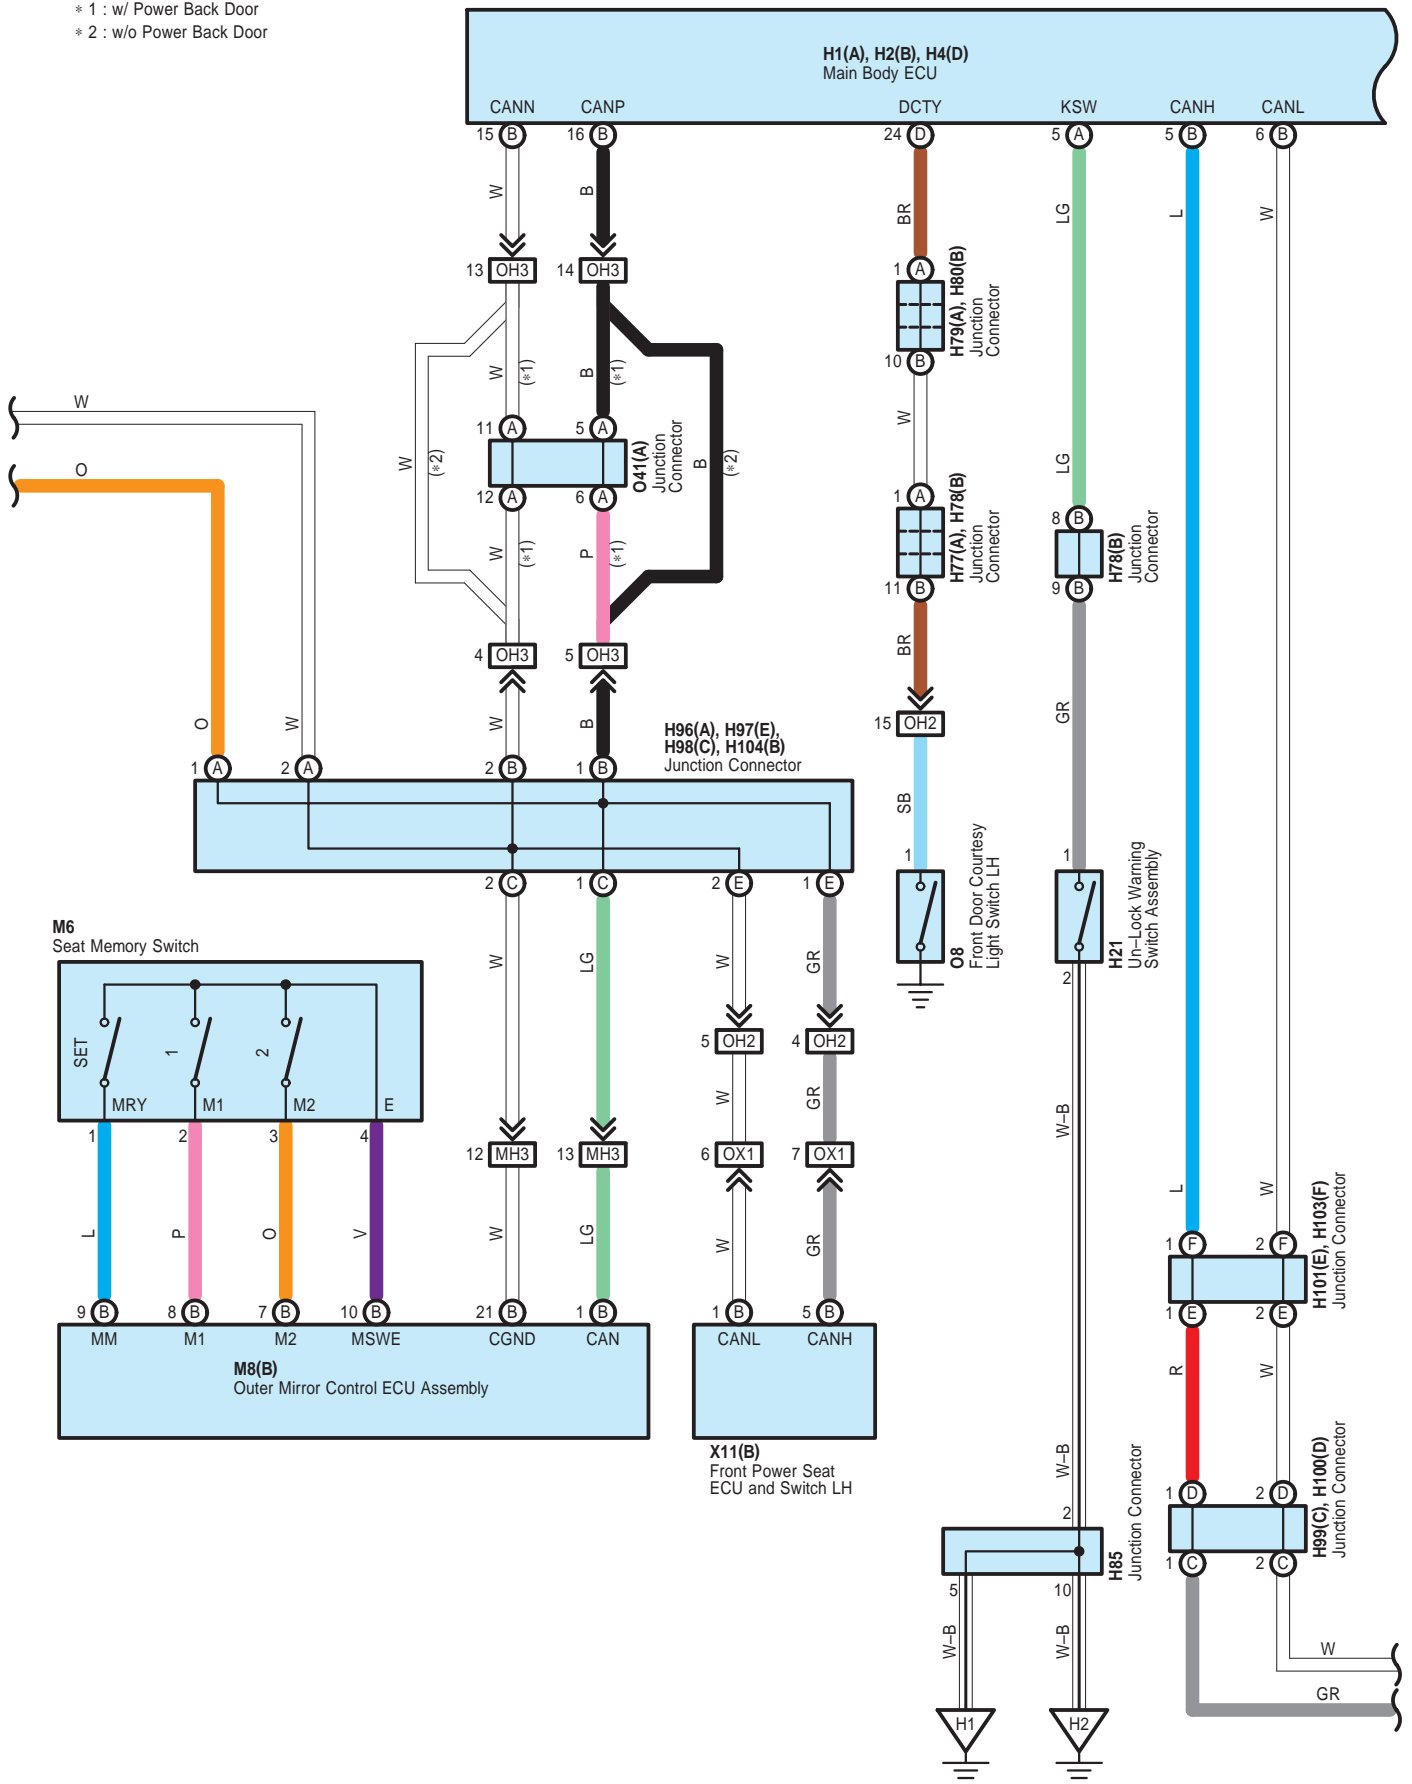 * 1 : w/ Power Back Door
* 2 : w/o Power Back Door
H1(A), H2(B), H4(D)
Main Body ECU
CANN CANP DCTY KSW CANH CANL
15 B 16 B 24 D 5 A 5 B 6 B
W B BR LG L W
13 OH3 14 OH3
1 A
H79(A), H80(B)
Junction
Connector
10 B
W (*1) B (*1)
W (*2) B (*2)
W
O
11 A 5 A
O41(A)
Junction
Connector
12 A 6 A
W (*1) P (*1)
W
LG
1 A
H77(A), H78(B)
Junction
Connector
11 B
8 B
H78(B)
Junction
Connector
9 B
4 OH3 5 OH3
BR
GR
15 OH2
O W W B
H96(A), H97(E),
H98(C), H104(B)
Junction Connector
1 A 2 A 2 B 1 B
SB
2 C 1 C 2 E 1 E
1
O8
Front Door Courtesy
Light Switch LH
1
H21
Un–Lock Warning
Switch Assembly
2
M6
Seat Memory Switch
SET 1 2
MRY M1 M2 E
1 2 3 4
W LG W GR
5 OH2 4 OH2
W GR
12 MH3 13 MH3 6 OX1 7 OX1
W–B
L P O V W LG W GR
L W
1 F 2 F
H101(E), H103(F)
Junction Connector
1 E 2 E
9 B 8 B 7 B 10 B 21 B 1 B 1 B 5 B
MM M1 M2 MSWE CGND CAN CANL CANH
M8(B)
Outer Mirror Control ECU Assembly
X11(B)
Front Power Seat
ECU and Switch LH
R W
W–B
1 D 2 D
H99(C), H100(D)
Junction Connector
1 C 2 C
2
H85
Junction Connector
5 10
W–B W–B
W
GR
H1 H2